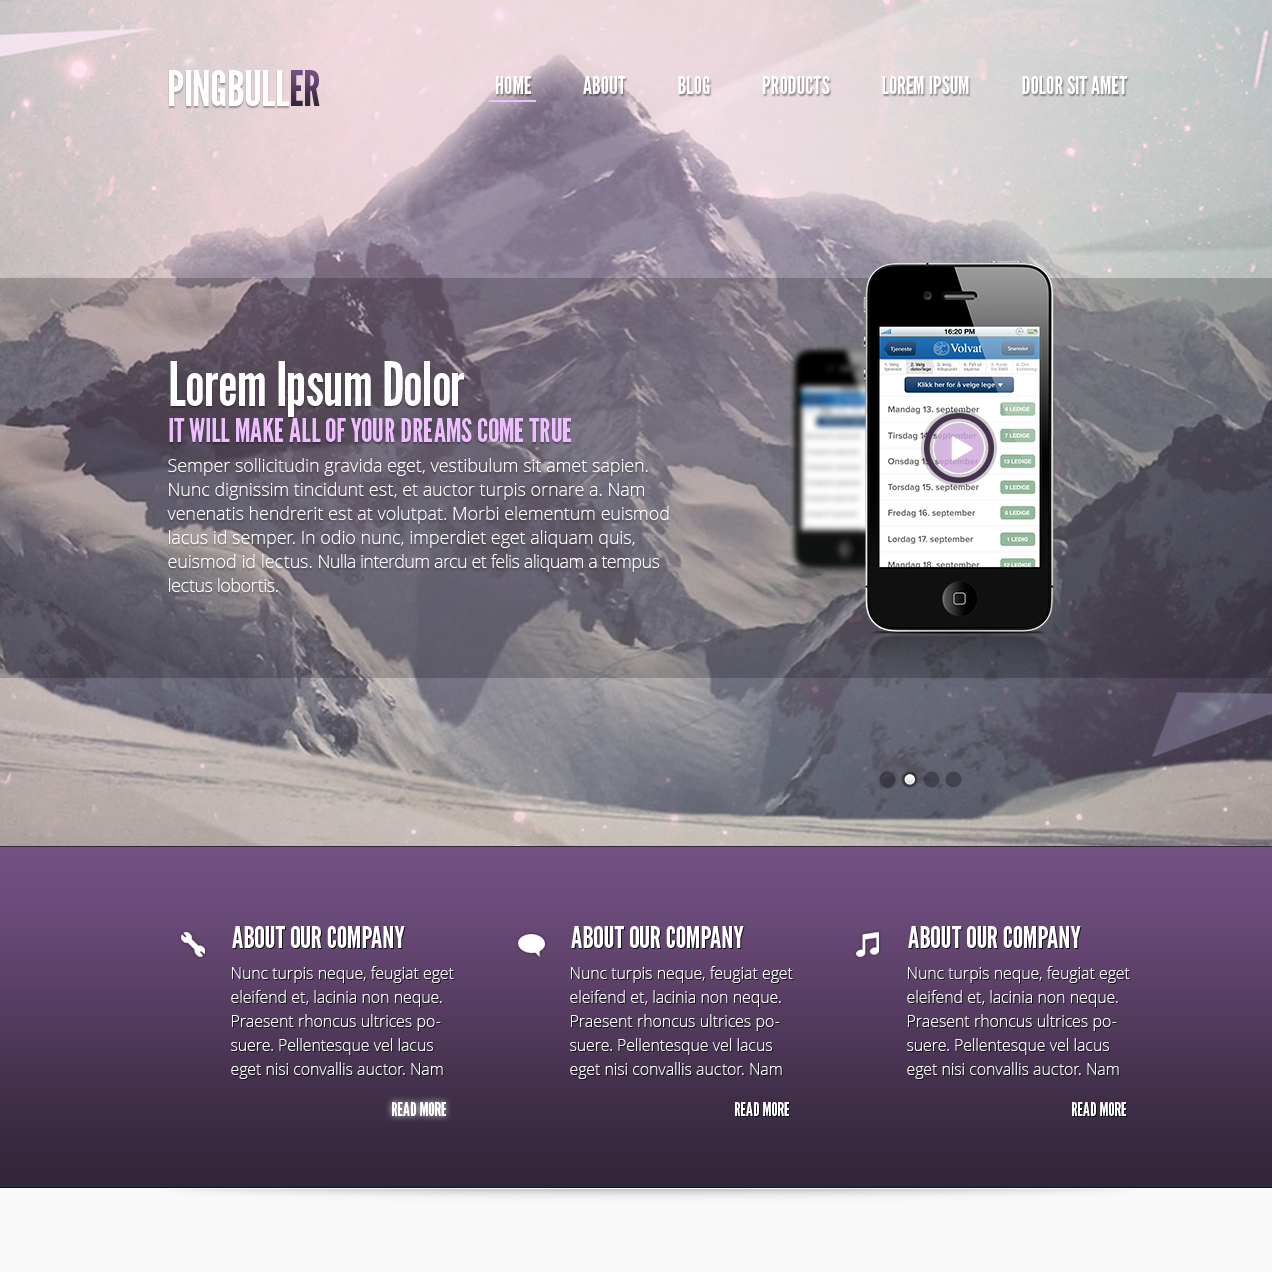 PINGBULLER
HOME ABOUT BLOG PRODUCTS LOREM IPSUM DOLOR SIT AMET
Lorem Ipsum Dolor
IT WILL MAKE ALL OF YOUR DREAMS COME TRUE
Semper sollicitudin gravida eget, vestibulum sit amet sapien.
Nunc dignissim tincidunt est, et auctor turpis ornare a. Nam
venenatis hendrerit est at volutpat. Morbi elementum euismod
lacus id semper. In odio nunc, imperdiet eget aliquam quis,
euismod id lectus. Nulla interdum arcu et felis aliquam a tempus
lectus lobortis.
16:20 PM
Tjeneste Volvat Snarveier
Klikk her for å velge lege
Mandag 13. september 4 LEDIGE
Tirsdag 14. september 7 LEDIGE
Onsdag 15. september 13 LEDIGE
Torsdag 15. september 9 LEDIGE
Fredag 16. september 8 LEDIGE
Lørdag 17. september 1 LEDIG
Mandag 18. september 12 LEDIGE
ABOUT OUR COMPANY
Nunc turpis neque, feugiat eget
eleifend et, lacinia non neque.
Praesent rhoncus ultrices po-
suere. Pellentesque vel lacus
eget nisi convallis auctor. Nam
READ MORE
ABOUT OUR COMPANY
Nunc turpis neque, feugiat eget
eleifend et, lacinia non neque.
Praesent rhoncus ultrices po-
suere. Pellentesque vel lacus
eget nisi convallis auctor. Nam
READ MORE
ABOUT OUR COMPANY
Nunc turpis neque, feugiat eget
eleifend et, lacinia non neque.
Praesent rhoncus ultrices po-
suere. Pellentesque vel lacus
eget nisi convallis auctor. Nam
READ MORE